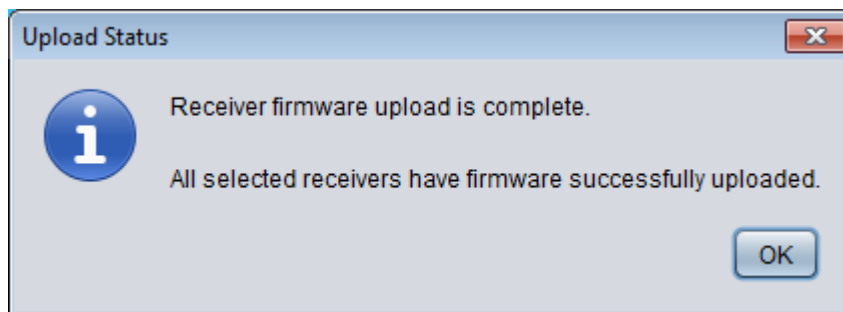 Upload Status
Receiver firmware upload is complete.
All selected receivers have firmware successfully uploaded.
OK